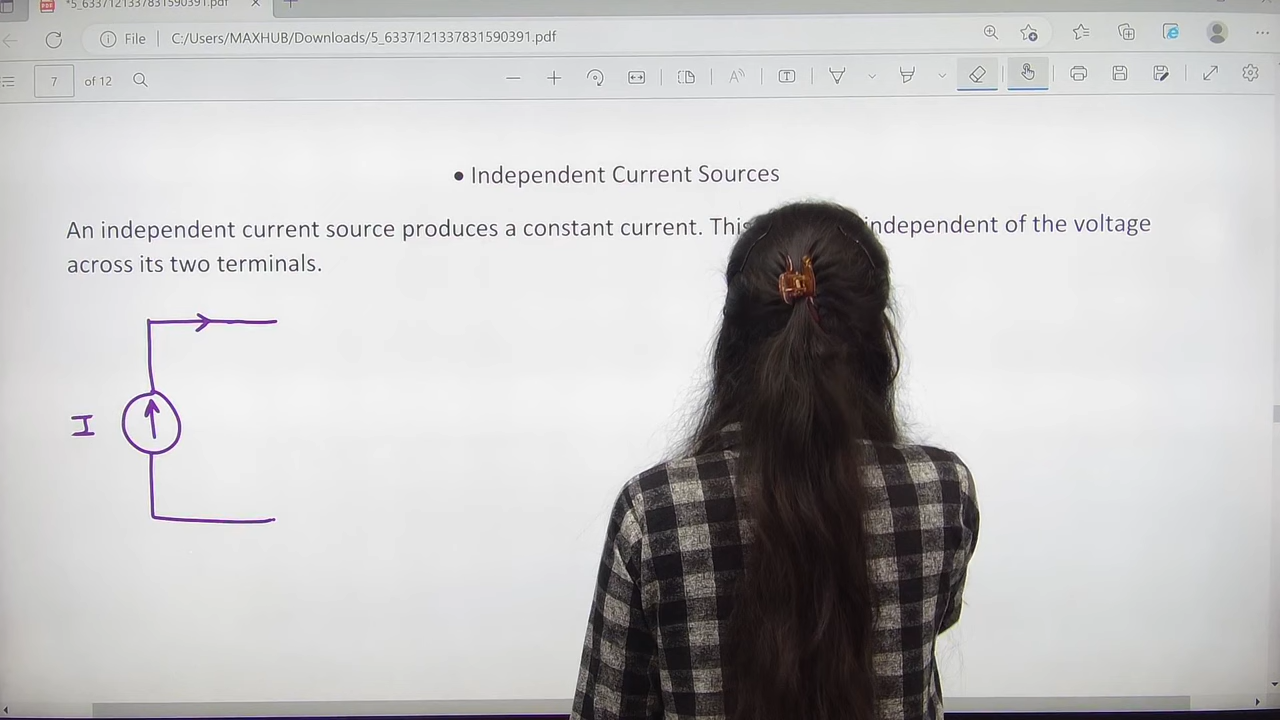 *5_6337121337831590391.pdf
File
C:/Users/MAXHUB/Downloads/5_6337121337831590391.pdf
7 of 12
• Independent Current Sources
An independent current source produces a constant current. This independent of the voltage
across its two terminals.
I